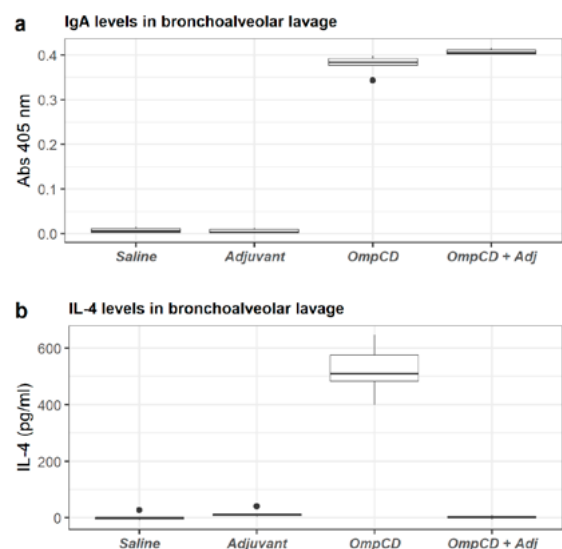 a IgA levels in bronchoalveolar lavage
Abs 405 nm
0.4
0.3
0.2
0.1
0.0
Saline Adjuvant OmpCD OmpCD + Adj
b IL-4 levels in bronchoalveolar lavage
IL-4 (pg/ml)
600
400
200
0
Saline Adjuvant OmpCD OmpCD + Adj